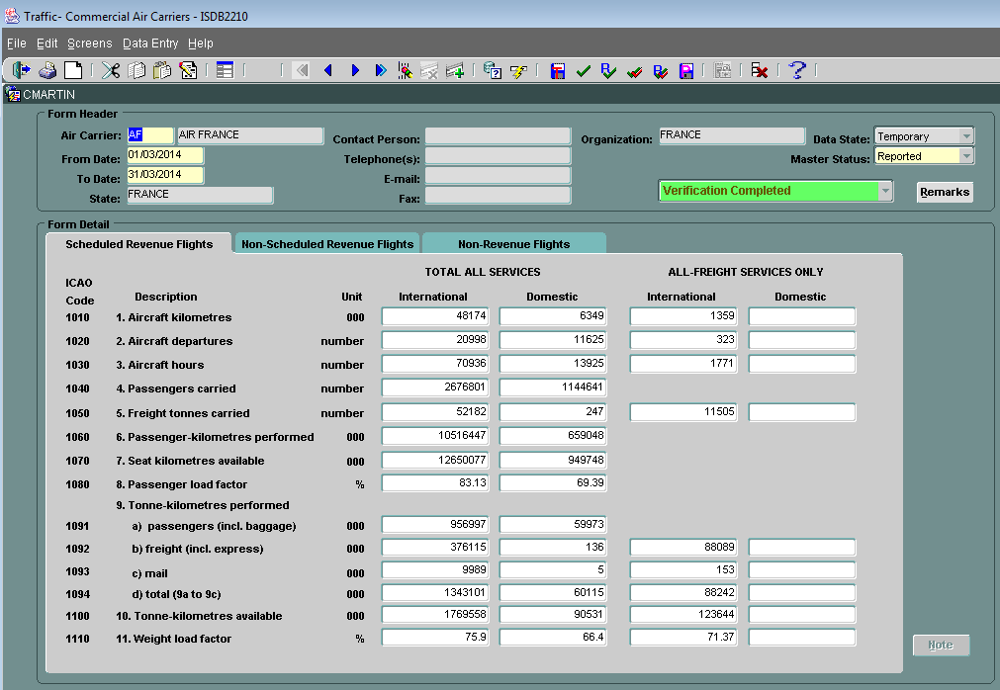 Traffic- Commercial Air Carriers - ISDB2210
File Edit Screens Data Entry Help
CMARTIN
Form Header
Air Carrier: AF AIR FRANCE Contact Person: Organization: FRANCE Data State: Temporary
From Date: 01/03/2014 Telephone(s): Master Status: Reported
To Date: 31/03/2014 E-mail:
State: FRANCE Fax: Verification Completed Remarks
Form Detail
Scheduled Revenue Flights Non-Scheduled Revenue Flights Non-Revenue Flights
TOTAL ALL SERVICES ALL-FREIGHT SERVICES ONLY
ICAO
Code Description Unit International Domestic International Domestic
1010 1. Aircraft kilometres 000 48174 6349 1359
1020 2. Aircraft departures number 20998 11625 323
1030 3. Aircraft hours number 70936 13925 1771
1040 4. Passengers carried number 2676801 1144641
1050 5. Freight tonnes carried number 52182 247 11505
1060 6. Passenger-kilometres performed 000 10516447 659048
1070 7. Seat kilometres available 000 12650077 949748
1080 8. Passenger load factor % 83.13 69.39
9. Tonne-kilometres performed
1091 a) passengers (incl. baggage) 000 956997 59973
1092 b) freight (incl. express) 000 376115 136 88089
1093 c) mail 000 9989 5 153
1094 d) total (9a to 9c) 000 1343101 60115 88242
1100 10. Tonne-kilometres available 000 1769558 90531 123644
1110 11. Weight load factor % 75.9 66.4 71.37
Note